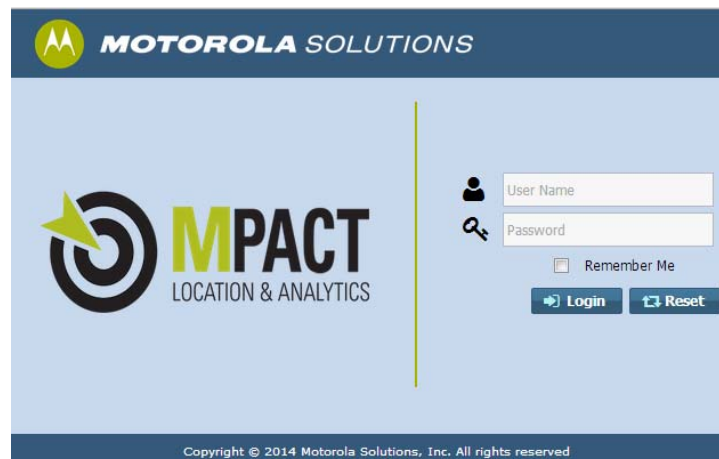 MOTOROLA SOLUTIONS
MPACT
LOCATION & ANALYTICS
User Name
Password
Remember Me
Login Reset
Copyright © 2014 Motorola Solutions, Inc. All rights reserved